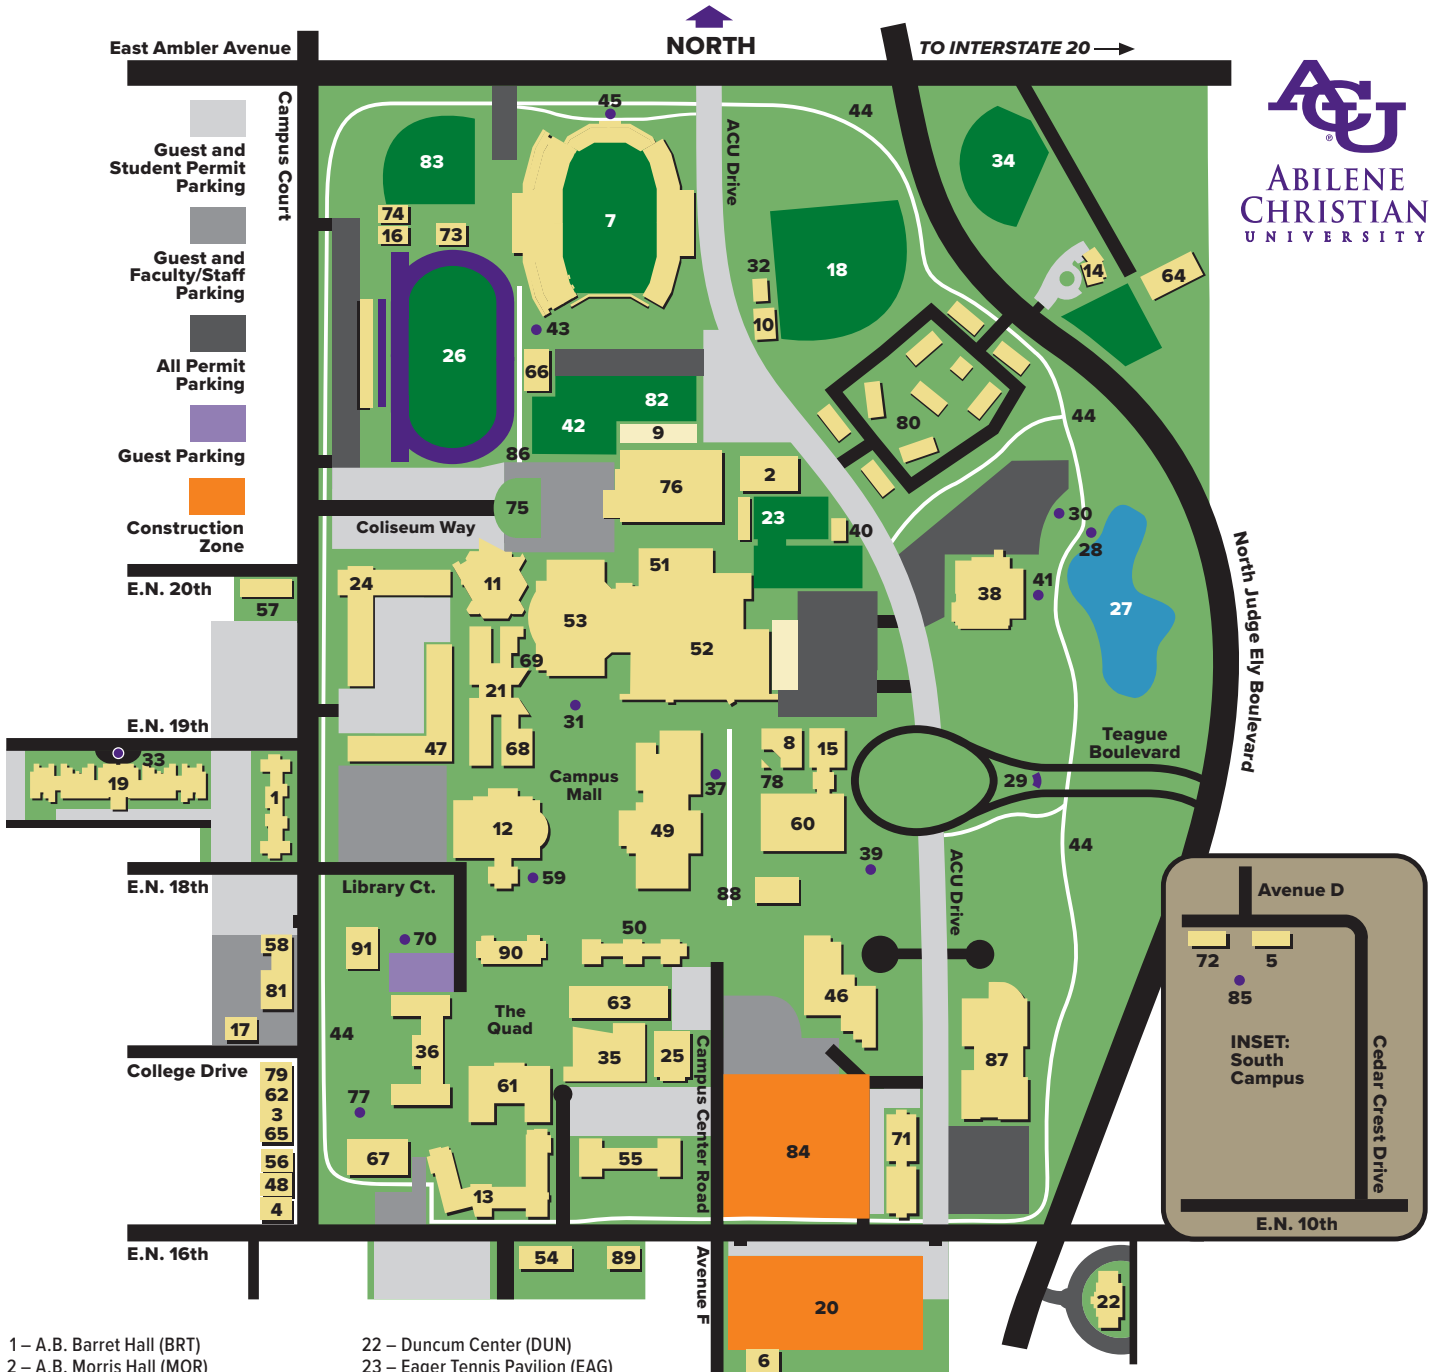 NORTH
East Ambler Avenue
TO INTERSTATE 20
ACU
®
ABILENE
CHRISTIAN
UNIVERSITY
Guest and
Student Permit
Parking
Guest and
Faculty/Staff
Parking
All Permit
Parking
Guest Parking
Construction
Zone
Campus Court
ACU Drive
45
44
83
34
7
74
16
73
32
18
14
64
10
43
26
66
82
42
9
80
44
86
76
2
75
23
40
Coliseum Way
30
28
E.N. 20th
57
24
11
51
53
38
41
27
52
69
21
31
North Judge Ely Boulevard
E.N. 19th
47
68
8
15
Teague
Boulevard
33
19
1
Campus
Mall
37
78
29
12
49
60
44
59
39
E.N. 18th
Library Ct.
88
ACU Drive
Avenue D
58
91
70
90
50
72
5
81
46
85
17
63
The
Quad
44
36
35
25
87
INSET:
South
Campus
College Drive
79
62
3
65
77
61
Campus Center Road
Cedar Crest Drive
71
84
56
48
4
67
55
13
E.N. 10th
E.N. 16th
54
89
Avenue F
20
22
6
1 – A.B. Barret Hall (BRT)
2 – A.B. Morris Hall (MOR)
22 – Duncum Center (DUN)
23 – Eager Tennis Pavilion (EAG)